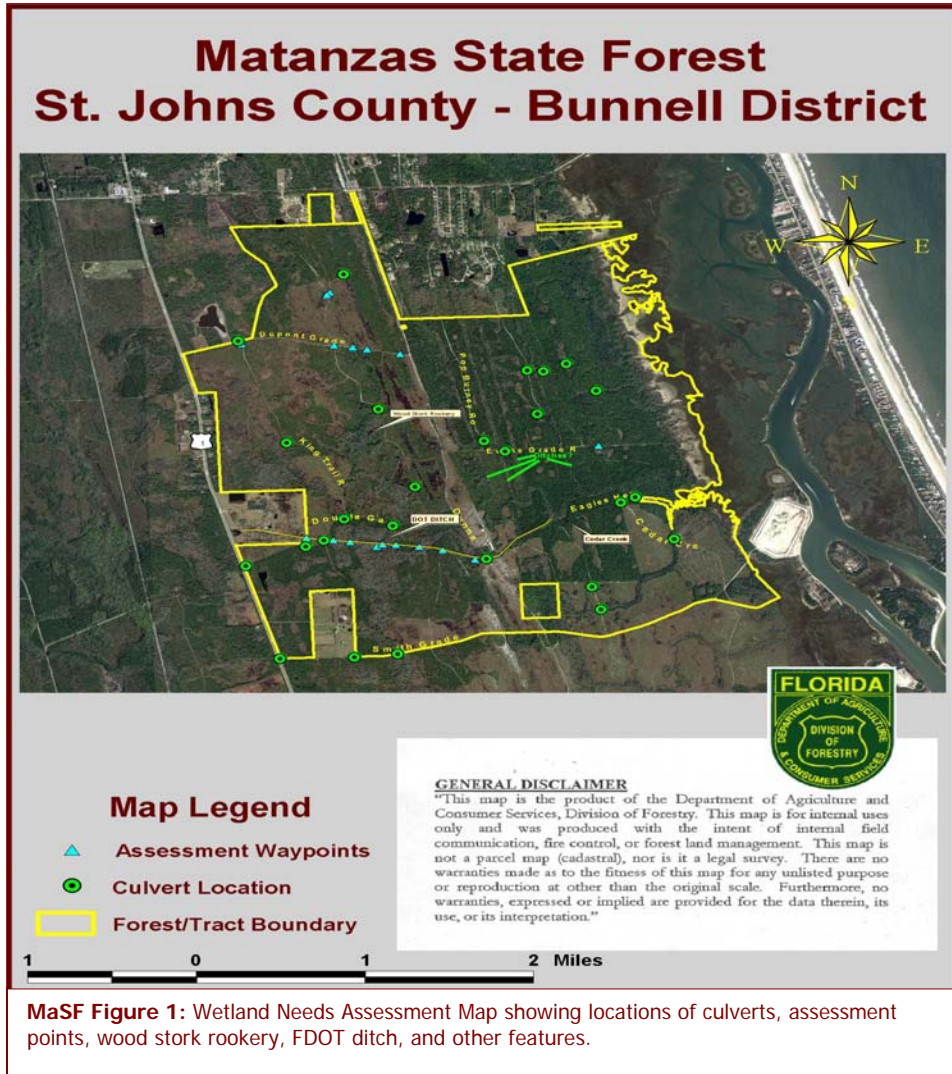 Matanzas State Forest
St. Johns County - Bunnell District
N
W
E
S
Dupont Grade
Pop Burney Ro
Wood Stork Rookery
1
King Trail R
Grade R
Ditches ?
DOT DITCH
Eagles
Cedar Creek
Smith Grade
FLORIDA
DEPARTMENT OF AGRICULTURE
& CONSUMER SERVICES
DIVISION
OF
FORESTRY
GENERAL DISCLAIMER
"This map is the product of the Department of Agriculture and
Consumer Services, Division of Forestry. This map is for internal uses
only and was produced with the intent of internal field
communication, fire control, or forest land management. This map is
not a parcel map (cadastral), nor is it a legal survey. There are no
warranties made as to the fitness of this map for any unlisted purpose
or reproduction at other than the original scale. Furthermore, no
warranties, expressed or implied are provided for the data therein, its
use, or its interpretation."
Map Legend
Assessment Waypoints
Culvert Location
Forest/Tract Boundary
1 0 1 2 Miles
MaSF Figure 1: Wetland Needs Assessment Map showing locations of culverts, assessment
points, wood stork rookery, FDOT ditch, and other features.